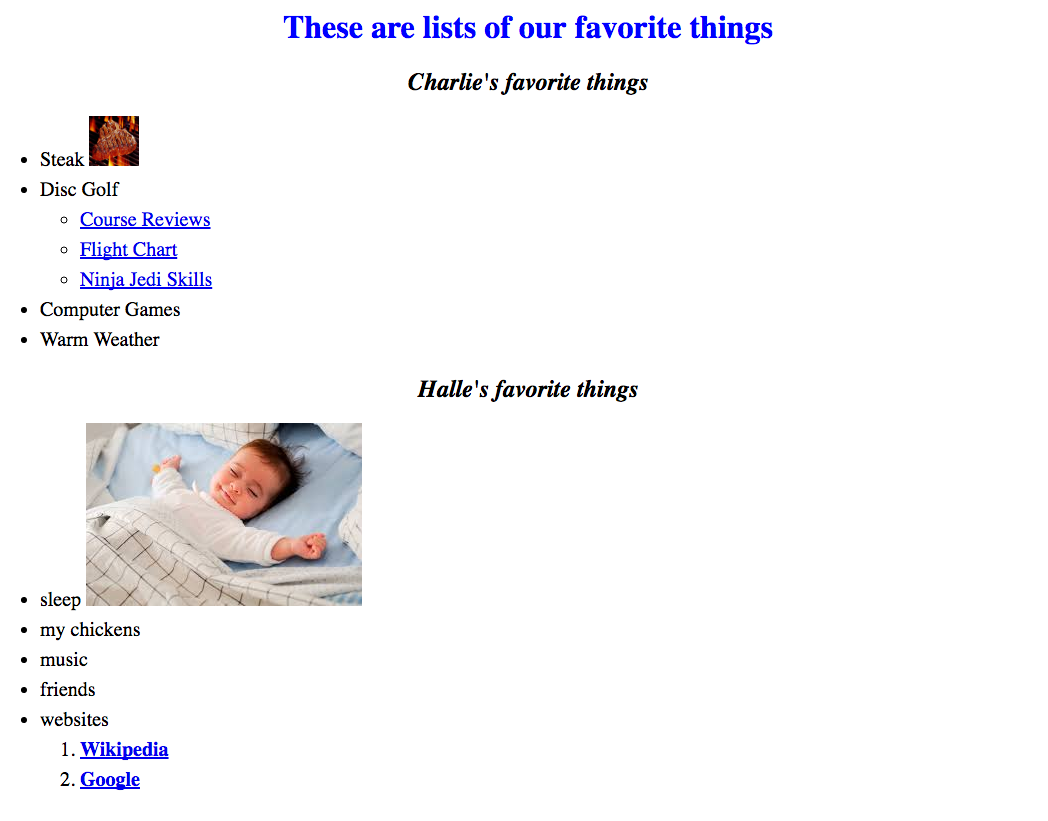 These are lists of our favorite things
Charlie's favorite things
• Steak
• Disc Golf
◦ Course Reviews
◦ Flight Chart
◦ Ninja Jedi Skills
• Computer Games
• Warm Weather
Halle's favorite things
• sleep
• my chickens
• music
• friends
• websites
1. Wikipedia
2. Google